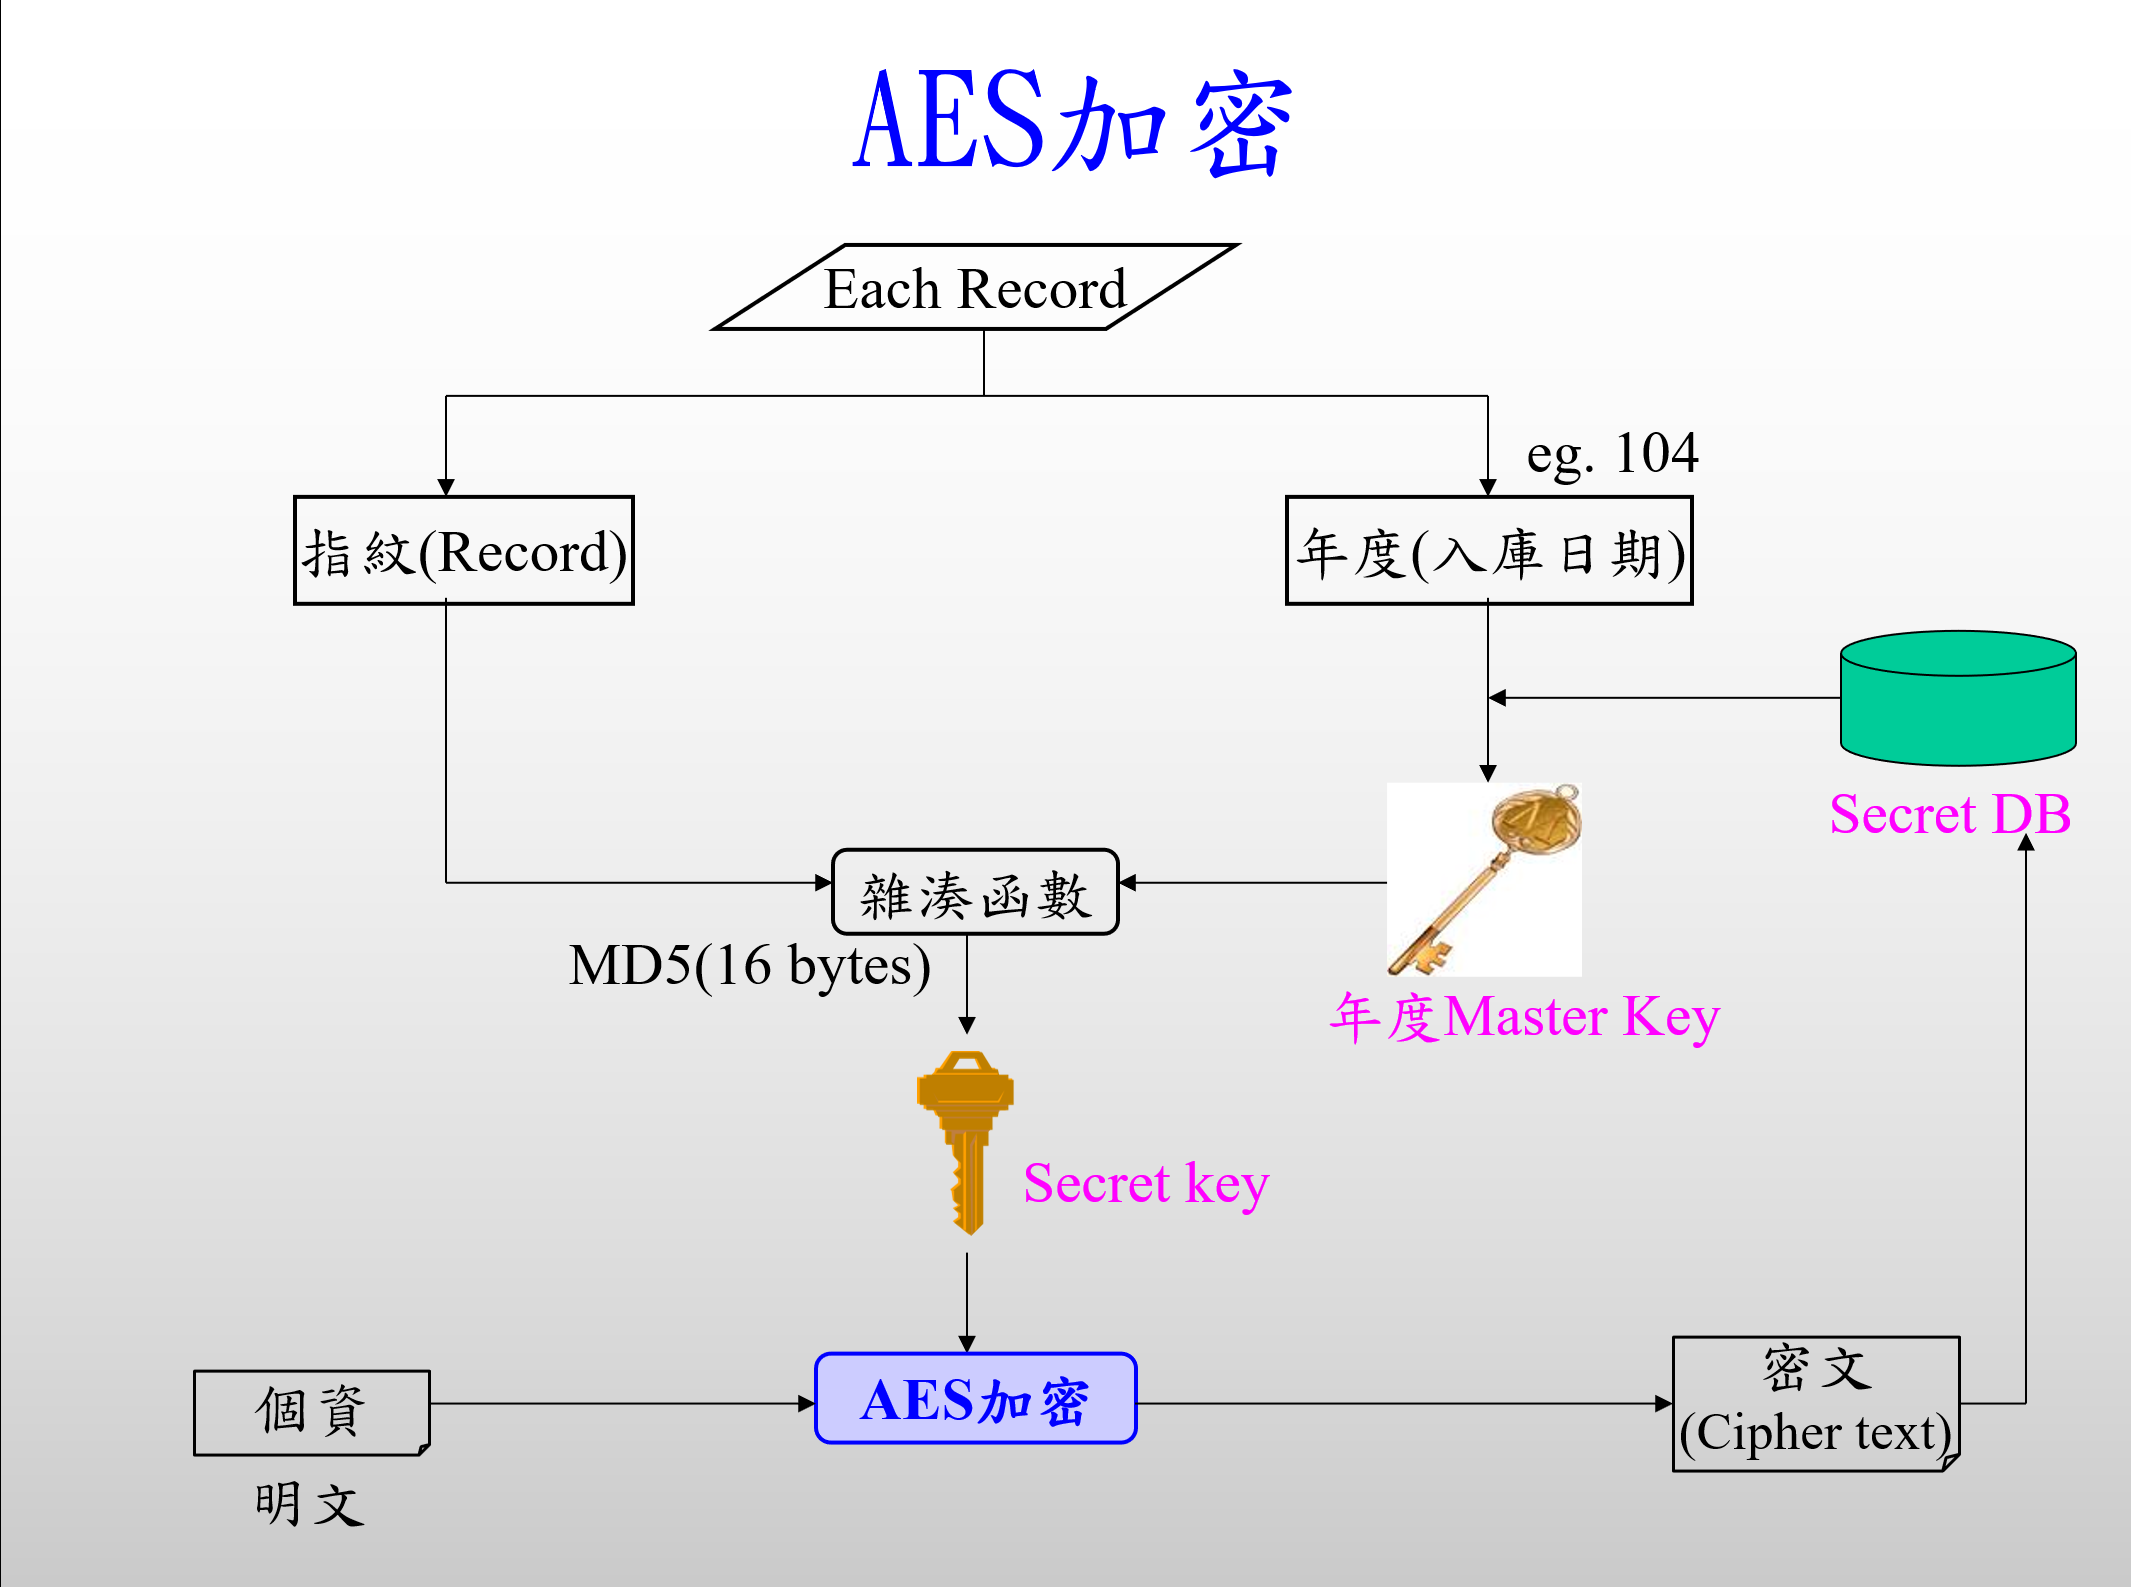 AES加密
Each Record
eg. 104
指紋(Record)
年度(入庫日期)
Secret DB
雜湊函數
MD5(16 bytes)
年度Master Key
Secret key
個資
明文
AES加密
密文
(Cipher text)